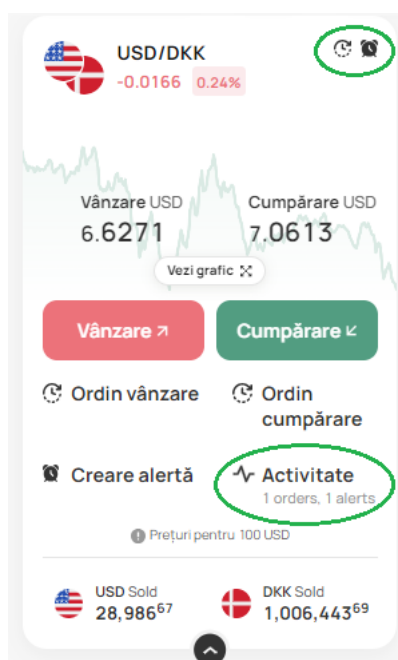 USD/DKK
-0.0166 0.24%
Vânzare USD Cumpărare USD
6.6271 7.0613
Vezi grafic
Vânzare Cumpărare
Ordin vânzare Ordin
cumpărare
Creare alertă Activitate
1 orders, 1 alerts
Prețuri pentru 100 USD
USD Sold DKK Sold
28,986⁶⁷ 1,006,443⁶⁹